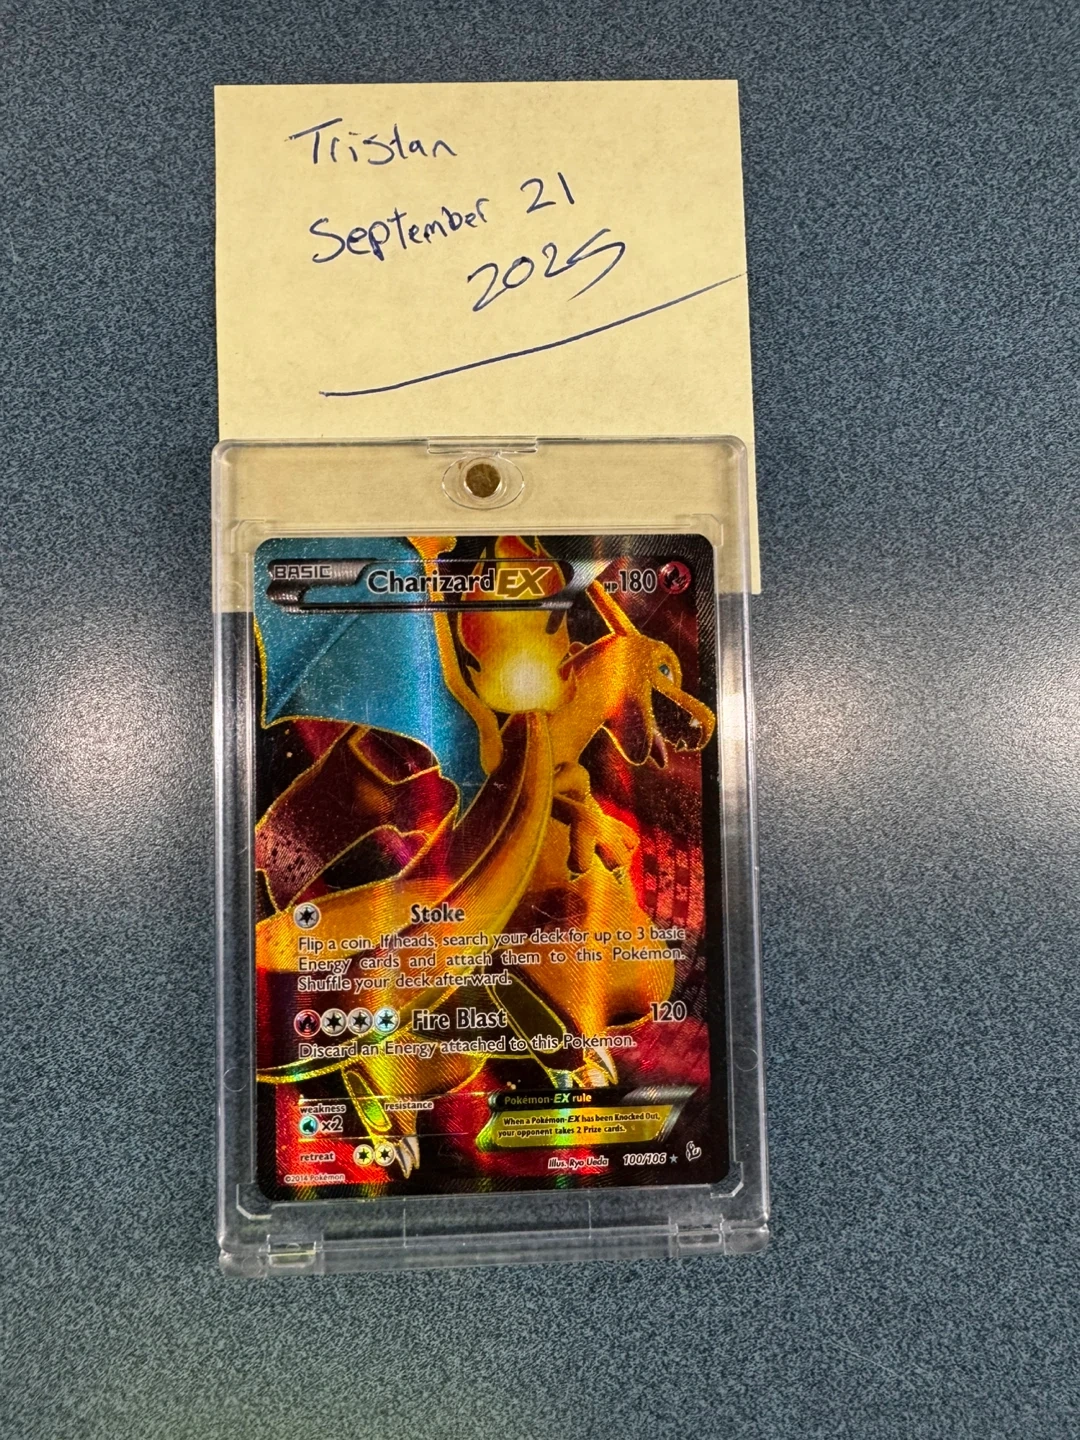 Tristan
September 21
2025
BASIC
Charizard EX
HP180
Stoke
Flip a coin. If heads, search your deck for up to 3 basic
Energy cards and attach them to this Pokémon.
Shuffle your deck afterward.
Fire Blast 120
Discard an Energy attached to this Pokémon.
weakness resistance
x2
retreat
Pokémon-EX rule
When a Pokémon-EX has been Knocked Out,
your opponent takes 2 Prize cards.
©2014 Pokémon
Illus. Ryo Ueda 100/106 ★